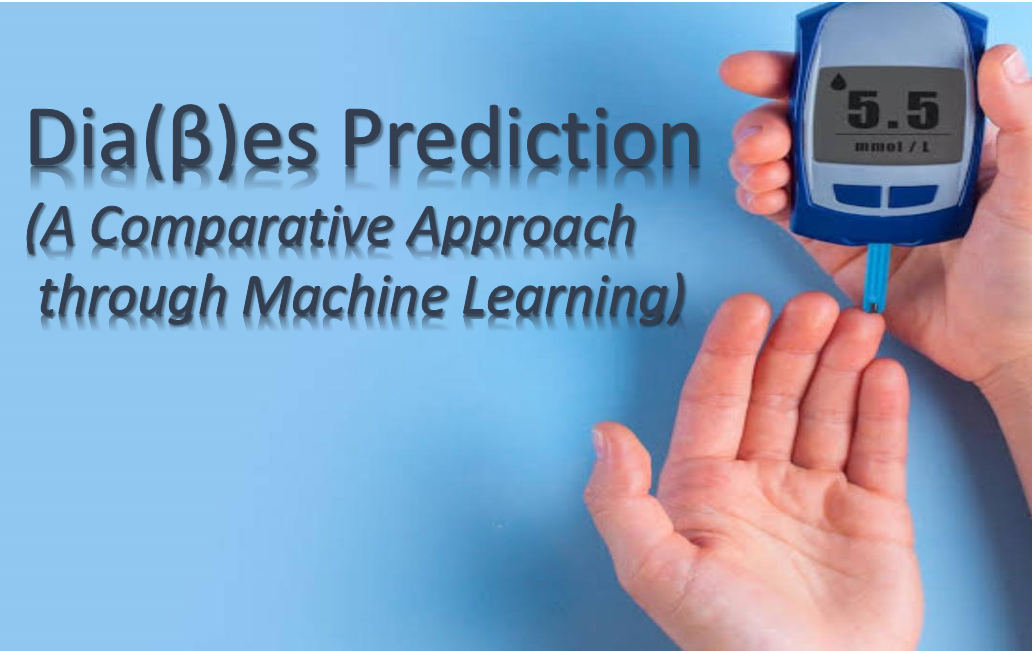 Dia(β)es Prediction
(A Comparative Approach
through Machine Learning)
5.5
mmol / L